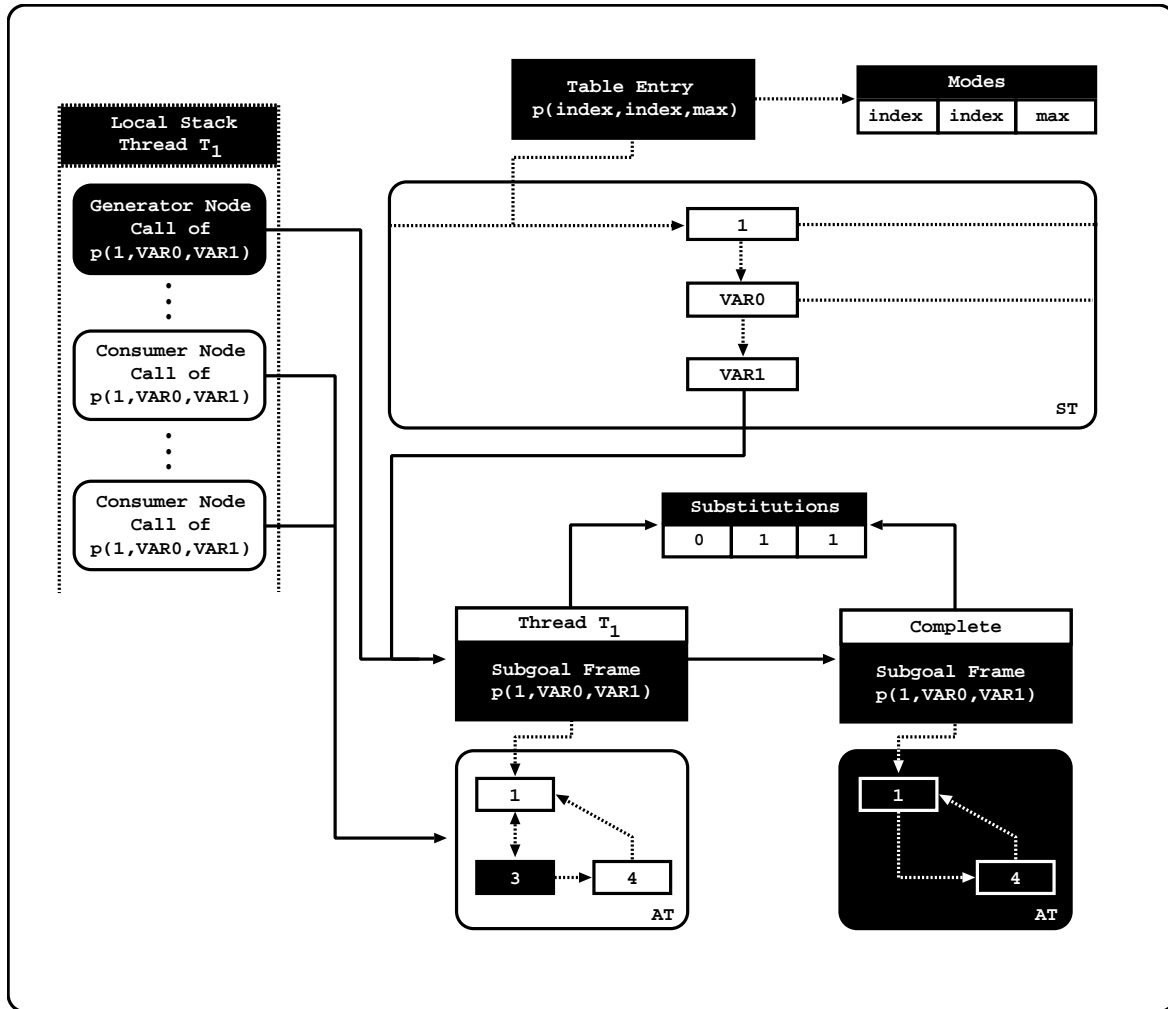 Table Entry
p(index,index,max)
Modes
index index max
Local Stack
Thread T1
Generator Node
Call of
p(1,VAR0,VAR1)
Consumer Node
Call of
p(1,VAR0,VAR1)
Consumer Node
Call of
p(1,VAR0,VAR1)
1
VAR0
VAR1
ST
Substitutions
0 1 1
Thread T1
Subgoal Frame
p(1,VAR0,VAR1)
Complete
Subgoal Frame
p(1,VAR0,VAR1)
1
3 4
AT
1
4
AT